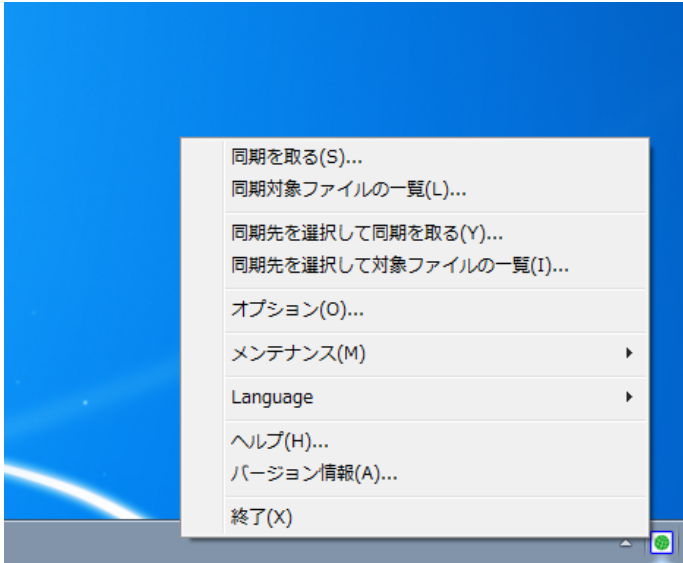 同期を取る(S)...
同期対象ファイルの一覧(L)...
同期先を選択して同期を取る(Y)...
同期先を選択して対象ファイルの一覧(I)...
オプション(O)...
メンテナンス(M)
Language
ヘルプ(H)...
バージョン情報(A)...
終了(X)